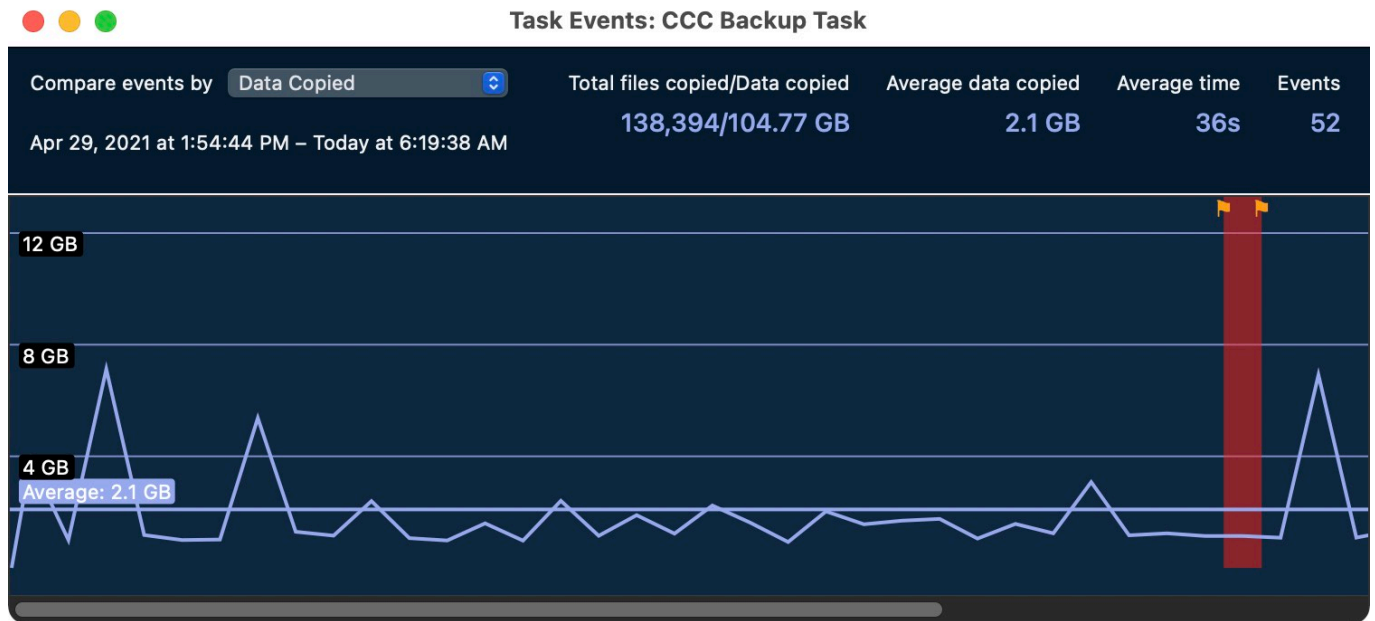 Task Events: CCC Backup Task
Compare events by Data Copied
Apr 29, 2021 at 1:54:44 PM – Today at 6:19:38 AM
Total files copied/Data copied
138,394/104.77 GB
Average data copied
2.1 GB
Average time
36s
Events
52
12 GB
8 GB
4 GB
Average: 2.1 GB